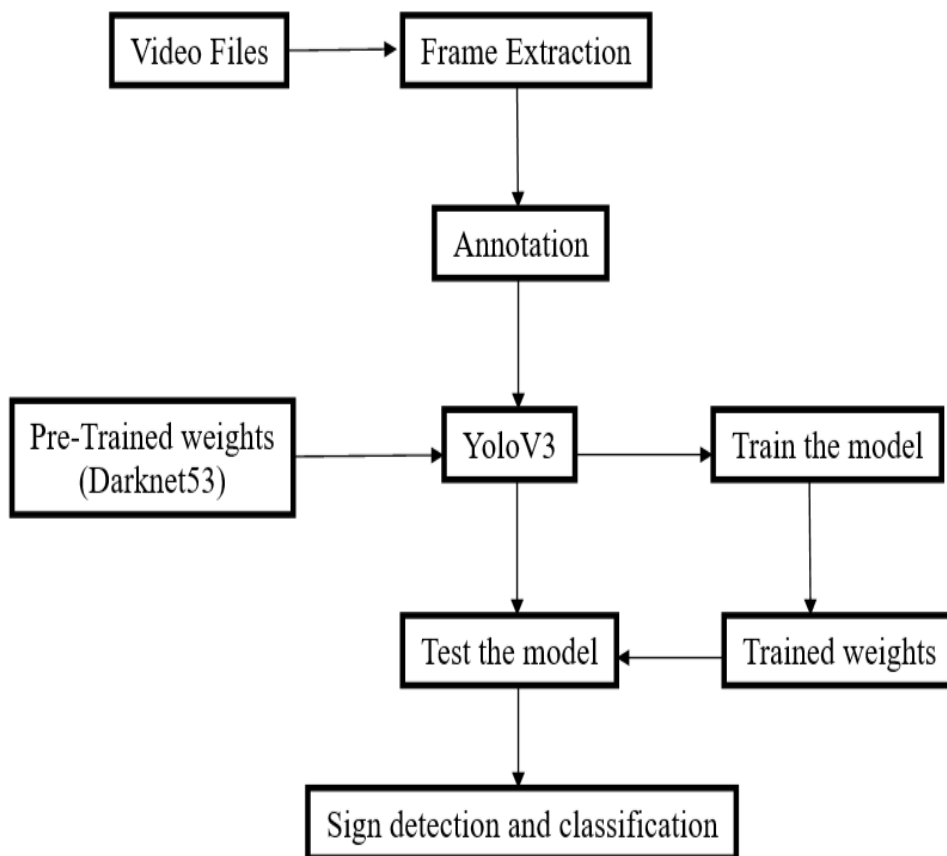 Video Files
Frame Extraction
Annotation
Pre-Trained weights
(Darknet53)
YoloV3
Train the model
Test the model
Trained weights
Sign detection and classification